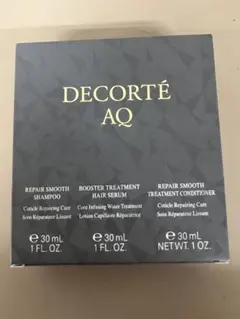 DECORTÉ
AQ
REPAIR SMOOTH
SHAMPOO
Cuticle Repairing Care
Soin Réparateur Lissant
℮ 30 mL
1 FL. OZ.
BOOSTER TREATMENT
HAIR SERUM
Core Infusing Water Treatment
Lotion Capillaire Réparatrice
℮ 30 mL
1 FL. OZ.
REPAIR SMOOTH
TREATMENT CONDITIONER
Cuticle Repairing Care
Soin Réparateur Lissant
℮ 30 mL
NET WT. 1 OZ.